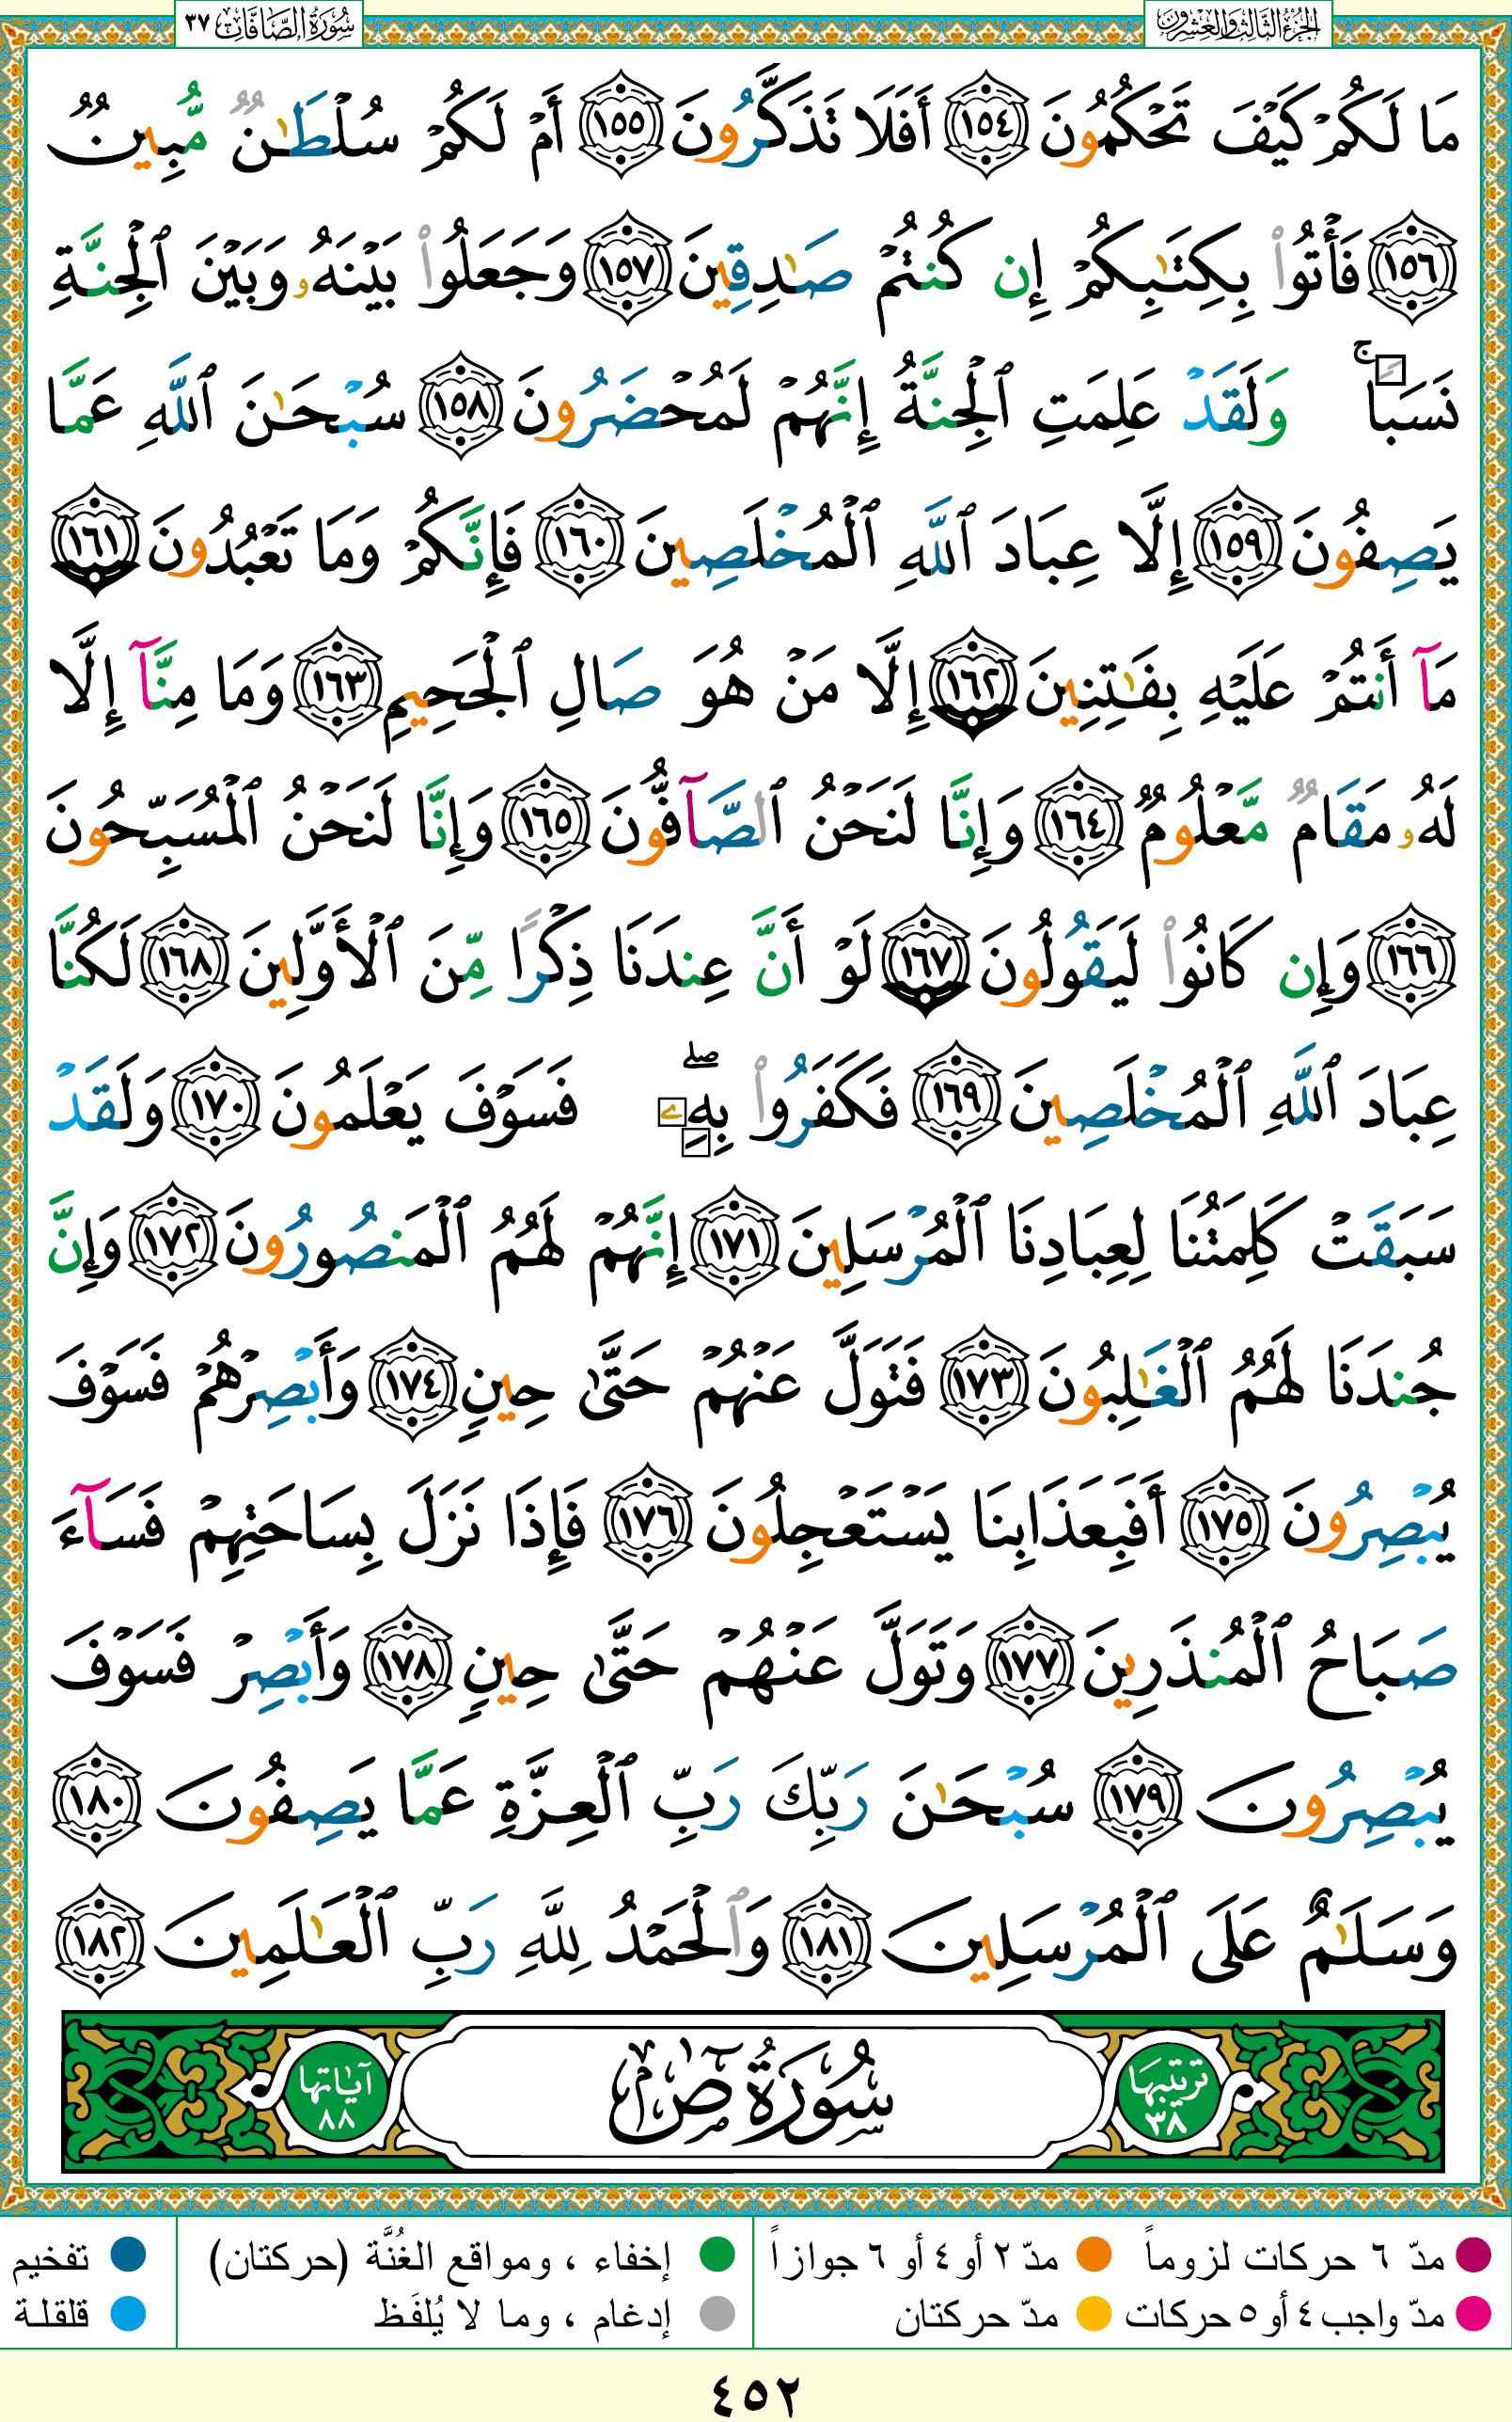 الجزء الثالث والعشرون
سورة الصافات ٣٧
مَا لَكُمْ كَيْفَ تَحْكُمُونَ ١٥٤ أَفَلَا تَذَكَّرُونَ ١٥٥ أَمْ لَكُمْ سُلْطَٰنٌ مُّبِينٌ
١٥٦ فَأْتُوا۟ بِكِتَٰبِكُمْ إِن كُنتُمْ صَٰدِقِينَ ١٥٧ وَجَعَلُوا۟ بَيْنَهُۥ وَبَيْنَ ٱلْجِنَّةِ
نَسَبًا ۚ وَلَقَدْ عَلِمَتِ ٱلْجِنَّةُ إِنَّهُمْ لَمُحْضَرُونَ ١٥٨ سُبْحَٰنَ ٱللَّهِ عَمَّا
يَصِفُونَ ١٥٩ إِلَّا عِبَادَ ٱللَّهِ ٱلْمُخْلَصِينَ ١٦٠ فَإِنَّكُمْ وَمَا تَعْبُدُونَ ١٦١
مَآ أَنتُمْ عَلَيْهِ بِفَٰتِنِينَ ١٦٢ إِلَّا مَنْ هُوَ صَالِ ٱلْجَحِيمِ ١٦٣ وَمَا مِنَّآ إِلَّا
لَهُۥ مَقَامٌ مَّعْلُومٌ ١٦٤ وَإِنَّا لَنَحْنُ ٱلصَّآفُّونَ ١٦٥ وَإِنَّا لَنَحْنُ ٱلْمُسَبِّحُونَ
١٦٦ وَإِن كَانُوا۟ لَيَقُولُونَ ١٦٧ لَوْ أَنَّ عِندَنَا ذِكْرًا مِّنَ ٱلْأَوَّلِينَ ١٦٨ لَكُنَّا
عِبَادَ ٱللَّهِ ٱلْمُخْلَصِينَ ١٦٩ فَكَفَرُوا۟ بِهِۦ ۖ فَسَوْفَ يَعْلَمُونَ ١٧٠ وَلَقَدْ
سَبَقَتْ كَلِمَتُنَا لِعِبَادِنَا ٱلْمُرْسَلِينَ ١٧١ إِنَّهُمْ لَهُمُ ٱلْمَنصُورُونَ ١٧٢ وَإِنَّ
جُندَنَا لَهُمُ ٱلْغَٰلِبُونَ ١٧٣ فَتَوَلَّ عَنْهُمْ حَتَّىٰ حِينٍ ١٧٤ وَأَبْصِرْهُمْ فَسَوْفَ
يُبْصِرُونَ ١٧٥ أَفَبِعَذَابِنَا يَسْتَعْجِلُونَ ١٧٦ فَإِذَا نَزَلَ بِسَاحَتِهِمْ فَسَآءَ
صَبَاحُ ٱلْمُنذَرِينَ ١٧٧ وَتَوَلَّ عَنْهُمْ حَتَّىٰ حِينٍ ١٧٨ وَأَبْصِرْ فَسَوْفَ
يُبْصِرُونَ ١٧٩ سُبْحَٰنَ رَبِّكَ رَبِّ ٱلْعِزَّةِ عَمَّا يَصِفُونَ ١٨٠
وَسَلَٰمٌ عَلَى ٱلْمُرْسَلِينَ ١٨١ وَٱلْحَمْدُ لِلَّهِ رَبِّ ٱلْعَٰلَمِينَ ١٨٢
ترتيبها ٣٨
سُورَةُ صٓ
آياتها ٨٨
مدّ ٦ حركات لزوماً مدّ ٢ أو ٤ أو ٦ جوازاً إخفاء ، ومواقع الغُنَّة (حركتان) تفخيم
مدّ واجب ٤ أو ٥ حركات مدّ حركتان إدغام ، وما لا يُلفَظ قلقلة
٤٥٢